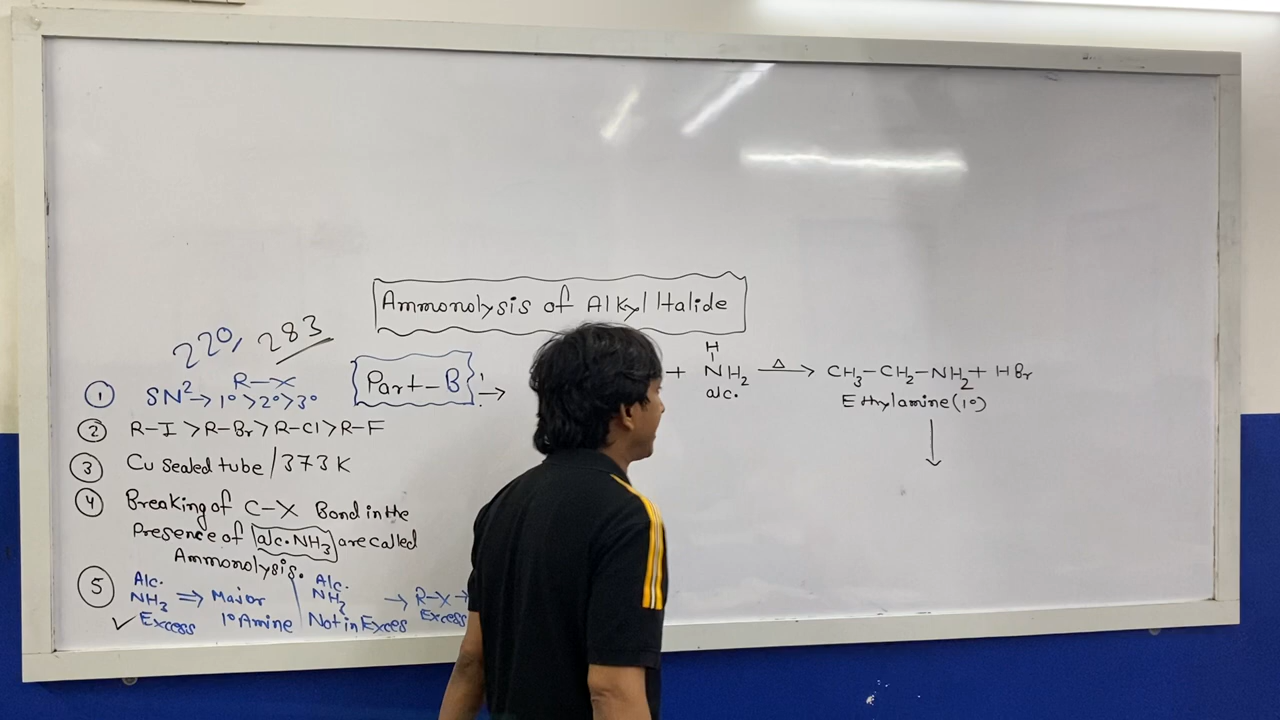 Ammonolysis of Alkyl Halide
220, 283
① SN² → R-X 1° > 2° > 3°
② R-I > R-Br > R-Cl > R-F
③ Cu sealed tube / 373 K
④ Breaking of C-X Bond in the
Presence of alc. NH₃ are called
Ammonolysis.
⑤ Alc. NH₃ Excess ⇒ Major 1° Amine | Alc. NH₂ Not in Exces → R-X → Excess
✓
Part-B :→
+ H-NH₂ alc. —Δ→ CH₃-CH₂-NH₂ + HBr
Ethylamine (1°)
↓